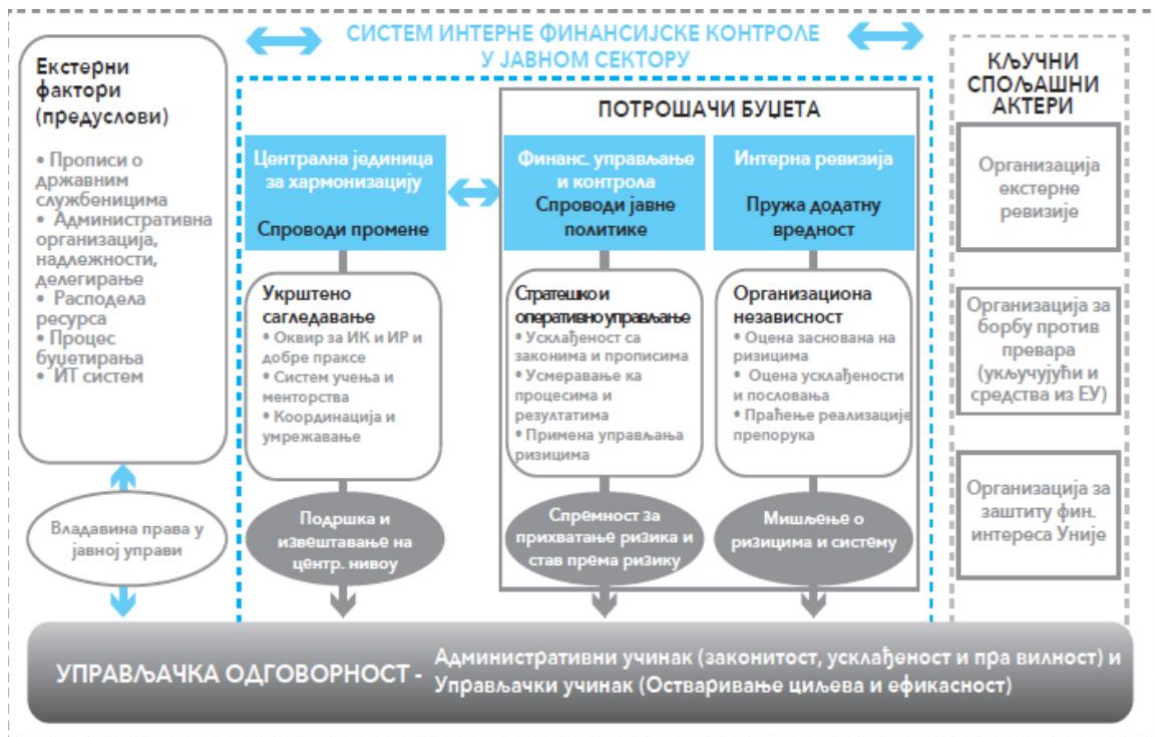 СИСТЕМ ИНТЕРНЕ ФИНАНСИЈСКЕ КОНТРОЛЕ
У ЈАВНОМ СЕКТОРУ
Екстерни
фактори
(предуслови)
• Прописи о
државним
службеницима
• Административна
организација,
надлежности,
делегирање
• Расподела
ресурса
• Процес
буџетирања
• ИТ систем
Владавина права у
јавној управи
Централна јединица
за хармонизацију
Спроводи промене
Укрштено
сагледавање
• Оквир за ИК и ИР и
добре праксе
• Систем учења и
менторства
• Координација и
умрежавање
Подршка и
извештавање на
центр. нивоу
ПОТРОШАЧИ БУЏЕТА
Финанс. управљање
и контрола
Спроводи јавне
политике
Стратешко и
оперативно управљање
• Усклађеност са
законима и прописима
• Усмеравање ка
процесима и
резултатима
• Примена управљања
ризицима
Спремност за
прихватање ризика и
став према ризику
Интерна ревизија
Пружа додатну
вредност
Организациона
независност
• Оцена заснована на
ризицима
• Оцена усклађености
и пословања
• Праћење реализације
препорука
Мишљење о
ризицима и систему
КЉУЧНИ
СПОЉАШНИ
АКТЕРИ
Организација
екстерне
ревизије
Организација за
борбу против
превара
(укључујући и
средства из ЕУ)
Организација за
заштиту фин.
интереса Уније
УПРАВЉАЧКА ОДГОВОРНОСТ -
Административни учинак (законитост, усклађеност и пра вилност) и
Управљачки учинак (Остваривање циљева и ефикасност)